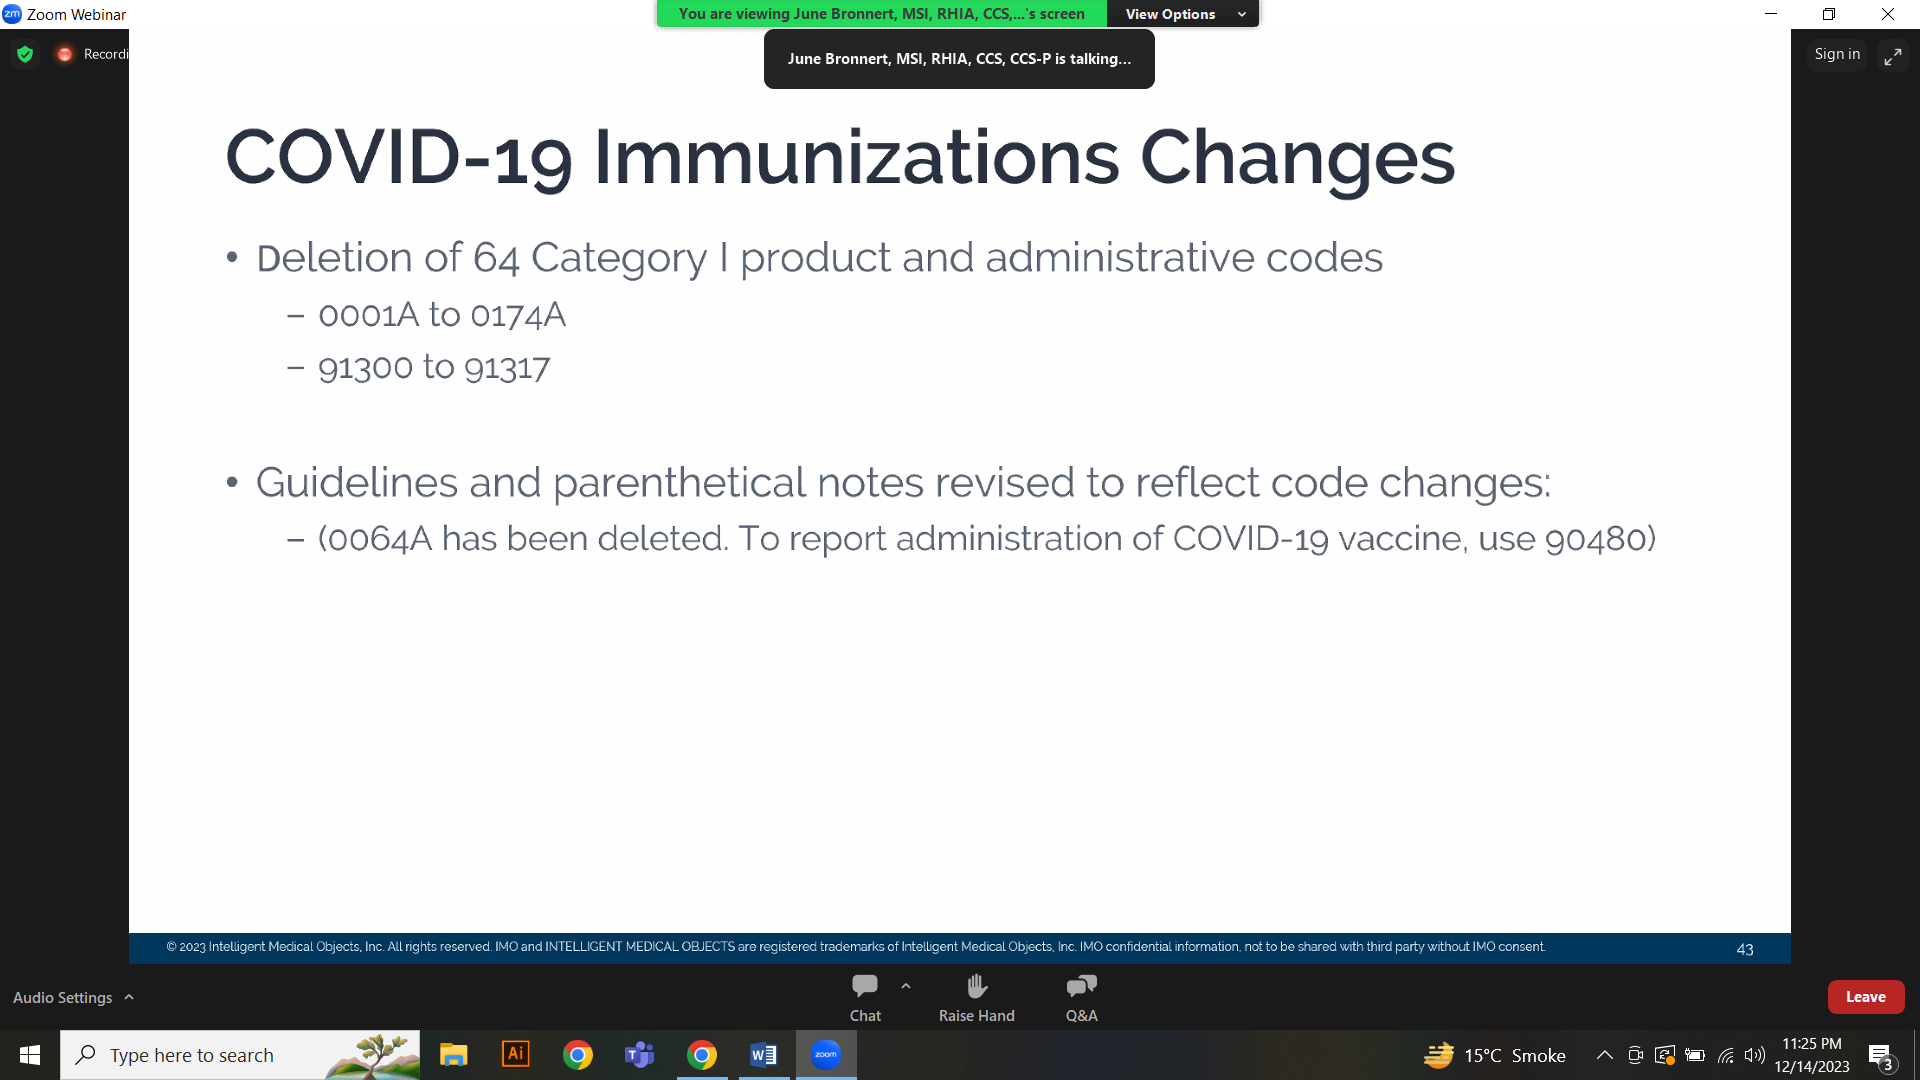 zm Zoom Webinar
You are viewing June Bronnert, MSI, RHIA, CCS,...'s screen
View Options
Recordi
June Bronnert, MSI, RHIA, CCS, CCS-P is talking...
Sign in
COVID-19 Immunizations Changes
• Deletion of 64 Category I product and administrative codes
– 0001A to 0174A
– 91300 to 91317
• Guidelines and parenthetical notes revised to reflect code changes:
– (0064A has been deleted. To report administration of COVID-19 vaccine, use 90480)
© 2023 Intelligent Medical Objects, Inc. All rights reserved. IMO and INTELLIGENT MEDICAL OBJECTS are registered trademarks of Intelligent Medical Objects, Inc. IMO confidential information, not to be shared with third party without IMO consent.
43
Audio Settings
Chat
Raise Hand
Q&A
Leave
Type here to search
Ai
T
W
zoom
15°C Smoke
11:25 PM
12/14/2023
3